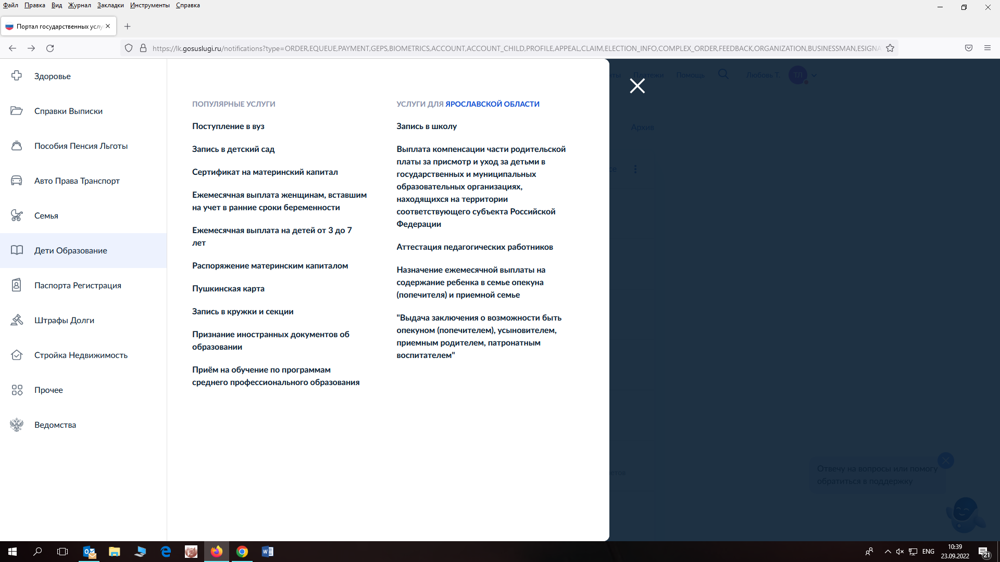 Файл Правка Вид Журнал Закладки Инструменты Справка
Портал государственных услу
https://lk.gosuslugi.ru/notifications?type=ORDER,EQUEUE,PAYMENT,GEPS,BIOMETRICS,ACCOUNT,ACCOUNT_CHILD,PROFILE,APPEAL,CLAIM,ELECTION_INFO,COMPLEX_ORDER,FEEDBACK,ORGANIZATION,BUSINESSMAN,ESIGNA
Здоровье
Справки Выписки
Пособия Пенсия Льготы
Авто Права Транспорт
Семья
Дети Образование
Паспорта Регистрация
Штрафы Долги
Стройка Недвижимость
Прочее
Ведомства
ПОПУЛЯРНЫЕ УСЛУГИ
Поступление в вуз
Запись в детский сад
Сертификат на материнский капитал
Ежемесячная выплата женщинам, вставшим
на учет в ранние сроки беременности
Ежемесячная выплата на детей от 3 до 7
лет
Распоряжение материнским капиталом
Пушкинская карта
Запись в кружки и секции
Признание иностранных документов об
образовании
Приём на обучение по программам
среднего профессионального образования
УСЛУГИ ДЛЯ ЯРОСЛАВСКОЙ ОБЛАСТИ
Запись в школу
Выплата компенсации части родительской
платы за присмотр и уход за детьми в
государственных и муниципальных
образовательных организациях,
находящихся на территории
соответствующего субъекта Российской
Федерации
Аттестация педагогических работников
Назначение ежемесячной выплаты на
содержание ребенка в семье опекуна
(попечителя) и приемной семье
"Выдача заключения о возможности быть
опекуном (попечителем), усыновителем,
приемным родителем, патронатным
воспитателем"
ты Платежи Помощь Любовь Т. ТЛ
Архив
се
етов
Отвечу на вопросы или помогу
обратиться в поддержку
ENG
10:39
23.09.2022
21